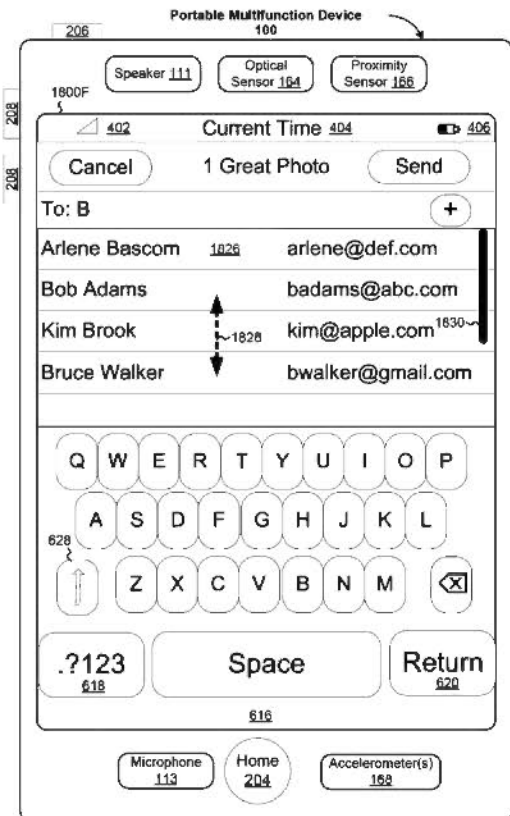 Portable Multifunction Device
206
100
Speaker 111
Optical
Sensor 164
Proximity
Sensor 166
1800F
208
402
Current Time 404
406
208
Cancel
1 Great Photo
Send
To: B
+
Arlene Bascom
1826
arlene@def.com
Bob Adams
badams@abc.com
Kim Brook
1828
kim@apple.com
1830
Bruce Walker
bwalker@gmail.com
Q W E R T Y U I O P
A S D F G H J K L
628
Z X C V B N M
.?123
618
Space
Return
620
616
Microphone
113
Home
204
Accelerometer(s)
168